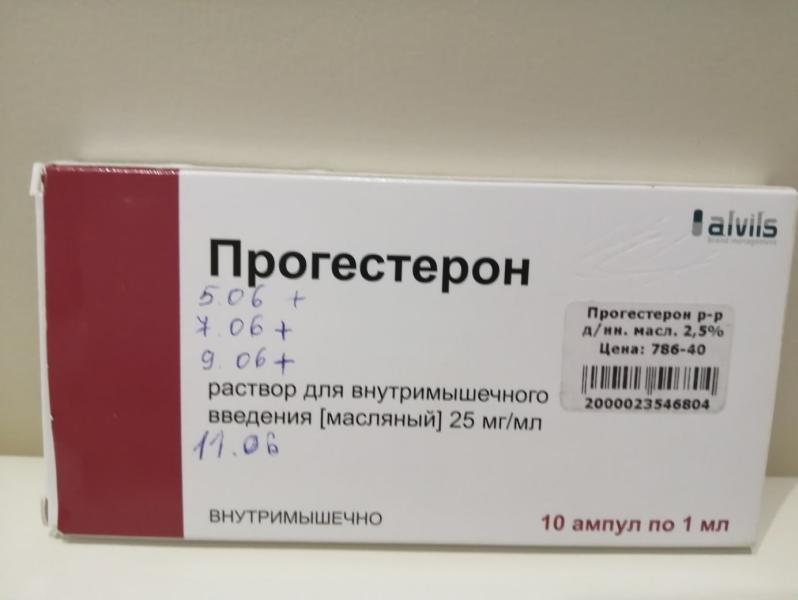 alvils
brand management
Прогестерон
5.06 +
7.06 +
9.06 +
Прогестерон р-р
д/ин. масл. 2,5%
Цена: 786-40
2000023546804
раствор для внутримышечного
введения [масляный] 25 мг/мл
11.06
ВНУТРИМЫШЕЧНО
10 ампул по 1 мл